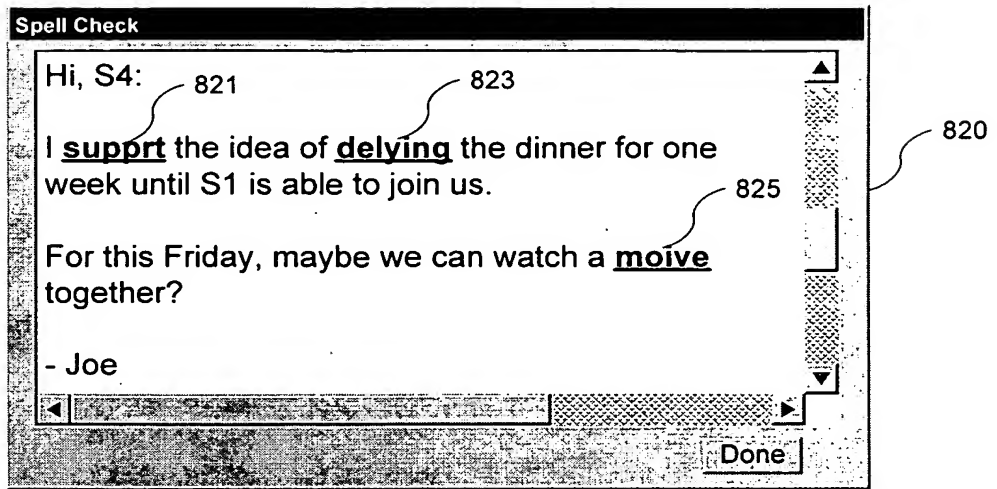 Spell Check
Hi, S4:
821
823
I supprt the idea of delying the dinner for one
820
week until S1 is able to join us.
825
For this Friday, maybe we can watch a moive
together?
- Joe
Done